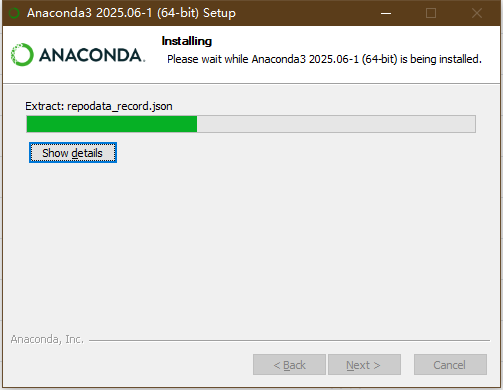 Anaconda3 2025.06-1 (64-bit) Setup
ANACONDA.
Installing
Please wait while Anaconda3 2025.06-1 (64-bit) is being installed.
Extract: repodata_record.json
Show details
Anaconda, Inc.
< Back
Next >
Cancel